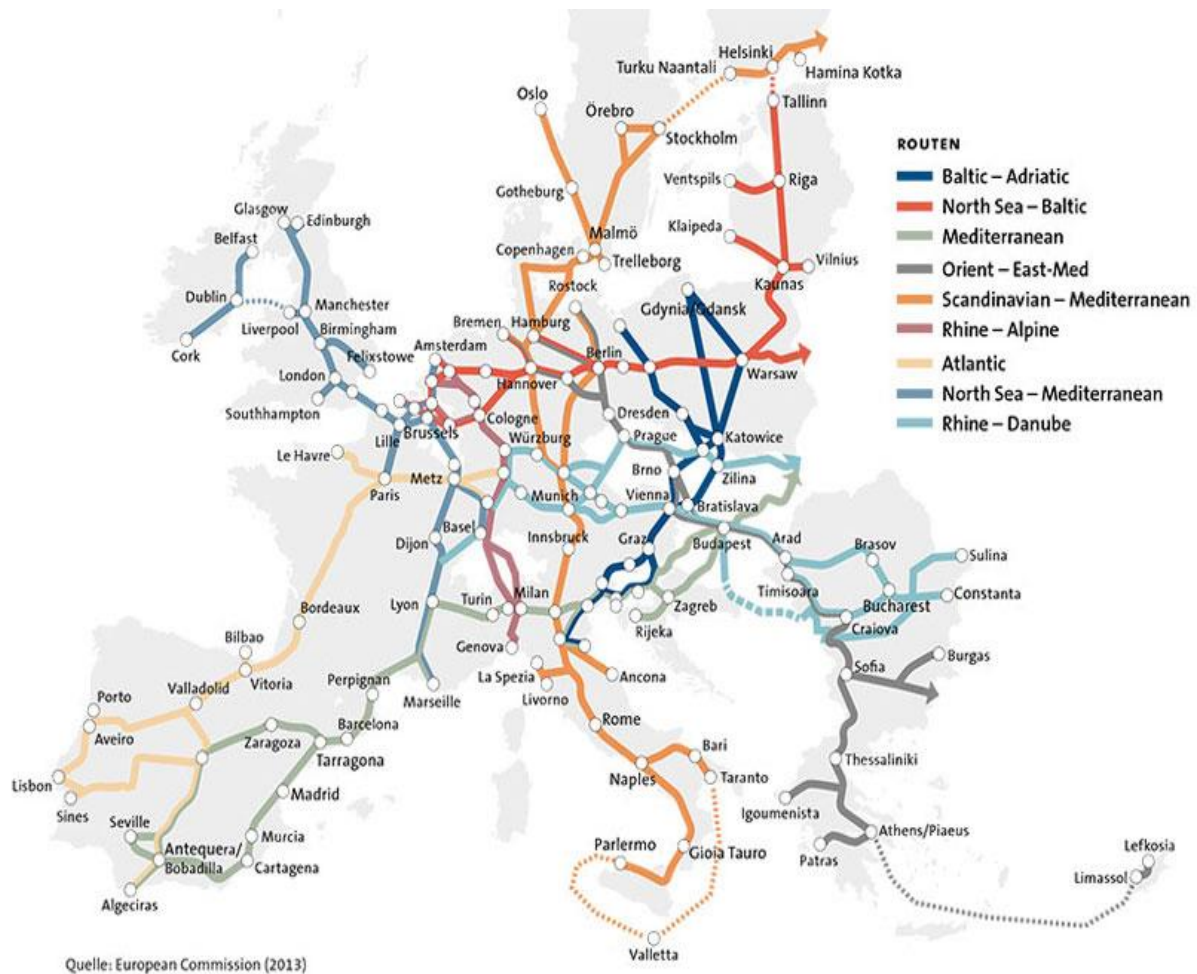 Helsinki
Turku Naantali
Hamina Kotka
Oslo
Örebro
Tallinn
Stockholm
ROUTEN
Baltic – Adriatic
North Sea – Baltic
Mediterranean
Orient – East-Med
Scandinavian – Mediterranean
Rhine – Alpine
Atlantic
North Sea – Mediterranean
Rhine – Danube
Ventspils
Riga
Gotheburg
Glasgow
Edinburgh
Klaipeda
Belfast
Malmö
Copenhagen
Trelleborg
Vilnius
Kaunas
Rostock
Dublin
Manchester
Gdynia/Gdansk
Liverpool
Birmingham
Bremen
Hamburg
Cork
Felixstowe
Amsterdam
Berlin
Warsaw
London
Hannover
Southhampton
Cologne
Dresden
Brussels
Lille
Würzburg
Prague
Katowice
Le Havre
Brno
Zilina
Paris
Metz
Munich
Vienna
Bratislava
Basel
Innsbruck
Graz
Budapest
Arad
Brasov
Sulina
Dijon
Timisoara
Constanta
Lyon
Turin
Milan
Zagreb
Bucharest
Bordeaux
Rijeka
Craiova
Bilbao
Genova
Sofia
Burgas
Vitoria
La Spezia
Ancona
Perpignan
Valladolid
Livorno
Marseille
Porto
Barcelona
Rome
Aveiro
Zaragoza
Bari
Tarragona
Thessaliniki
Lisbon
Naples
Taranto
Madrid
Sines
Igoumenista
Seville
Murcia
Athens/Piaeus
Antequera/
Bobadilla
Parlermo
Gioia Tauro
Patras
Lefkosia
Cartagena
Limassol
Algeciras
Valletta
Quelle: European Commission (2013)